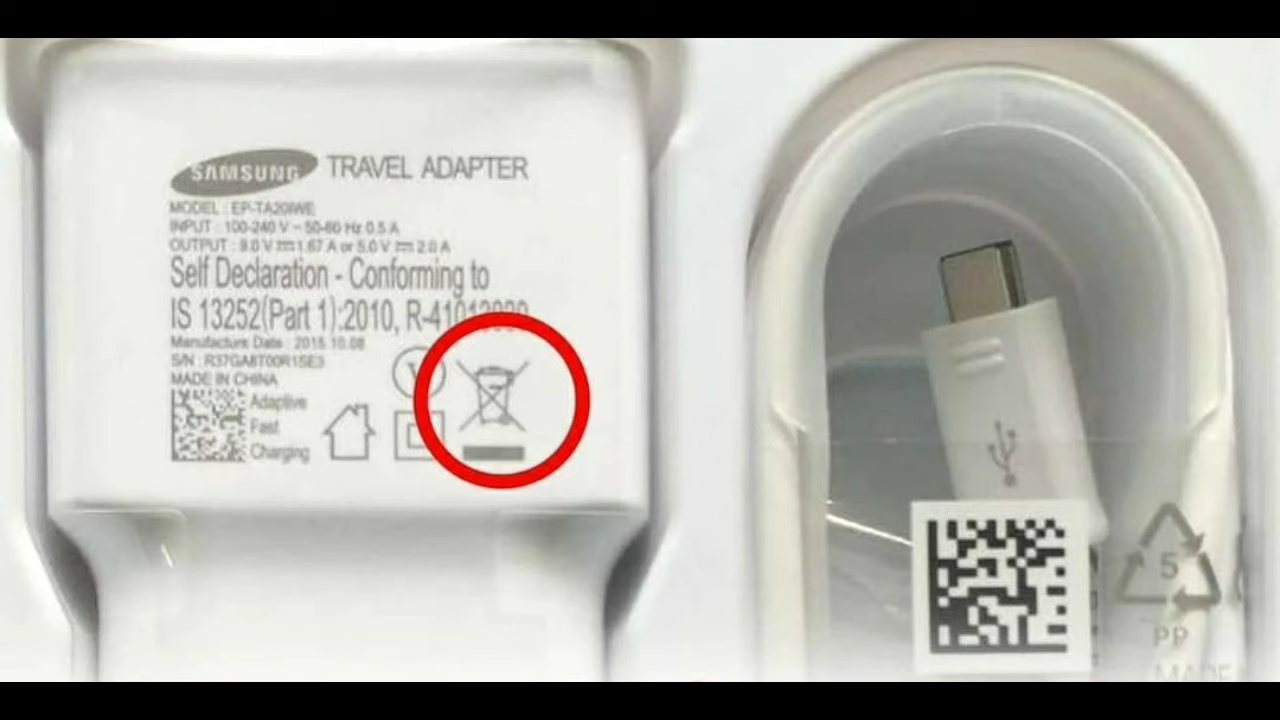 SAMSUNG TRAVEL ADAPTER
MODEL : EP-TA20IWE
INPUT : 100-240 V ~ 50-60 Hz 0.5 A
OUTPUT : 9.0 V ⎓ 1.67 A or 5.0 V ⎓ 2.0 A
Self Declaration - Conforming to
IS 13252(Part 1):2010,
Manufacture Date : 2015.10.08
S/N : R37GA8T00R1SE3
MADE IN CHINA
Adaptive
Fast
Charging
V
5
PP
MADE